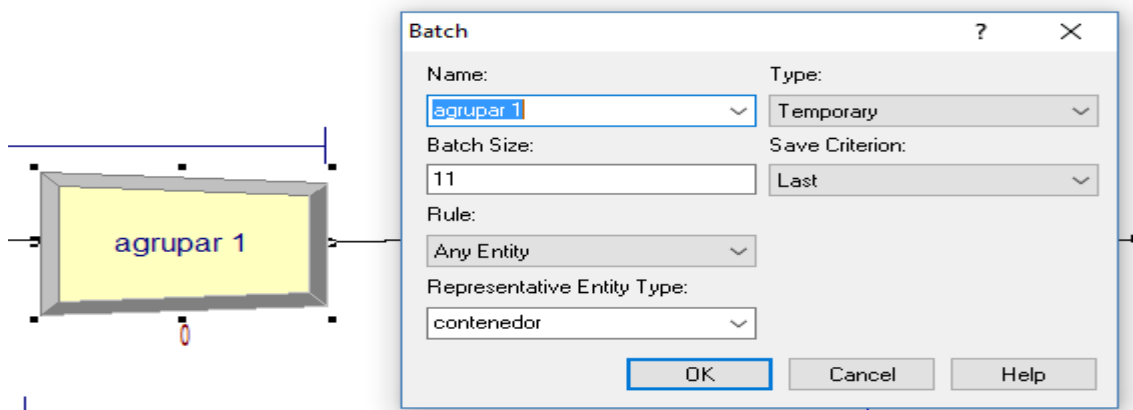 agrupar 1
0
Batch
?
Name:
Type:
agrupar 1
Temporary
Batch Size:
Save Criterion:
11
Last
Rule:
Any Entity
Representative Entity Type:
contenedor
OK
Cancel
Help